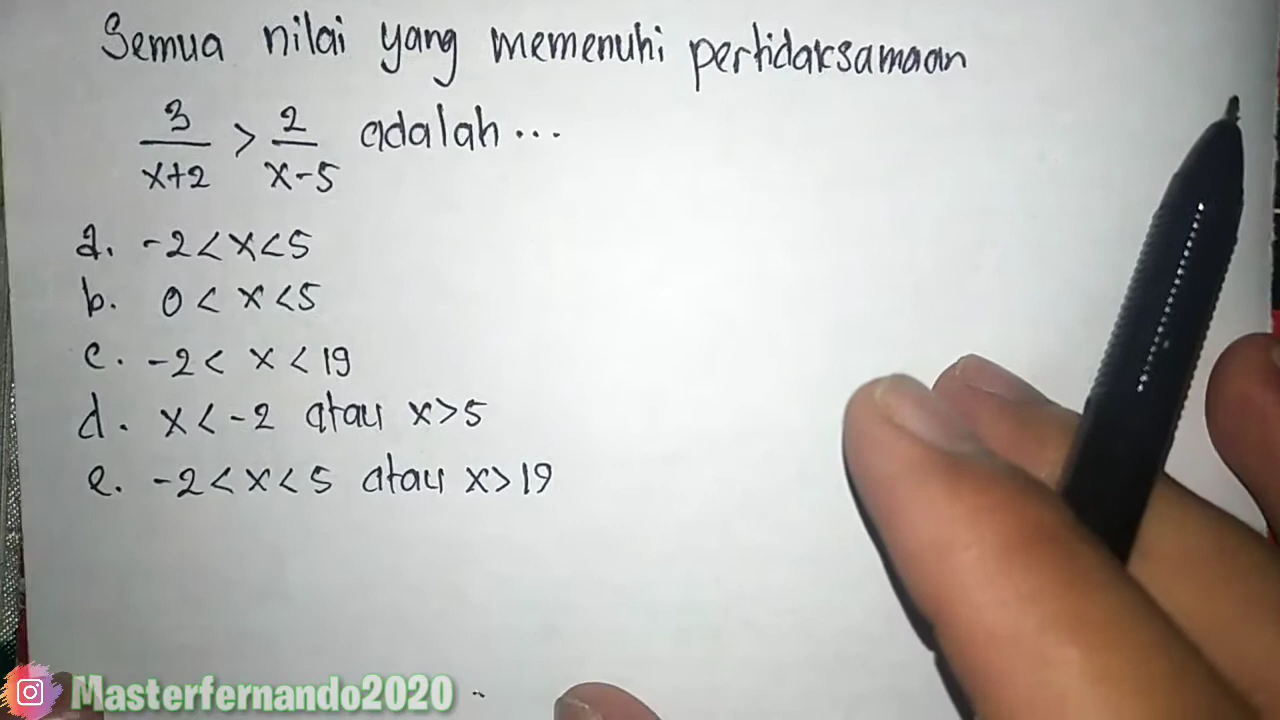 Semua nilai yang memenuhi pertidaksamaan
3/(x+2) > 2/(x-5) adalah ...
a. -2 < x < 5
b. 0 < x < 5
c. -2 < x < 19
d. x < -2 atau x > 5
e. -2 < x < 5 atau x > 19
Masterfernando2020